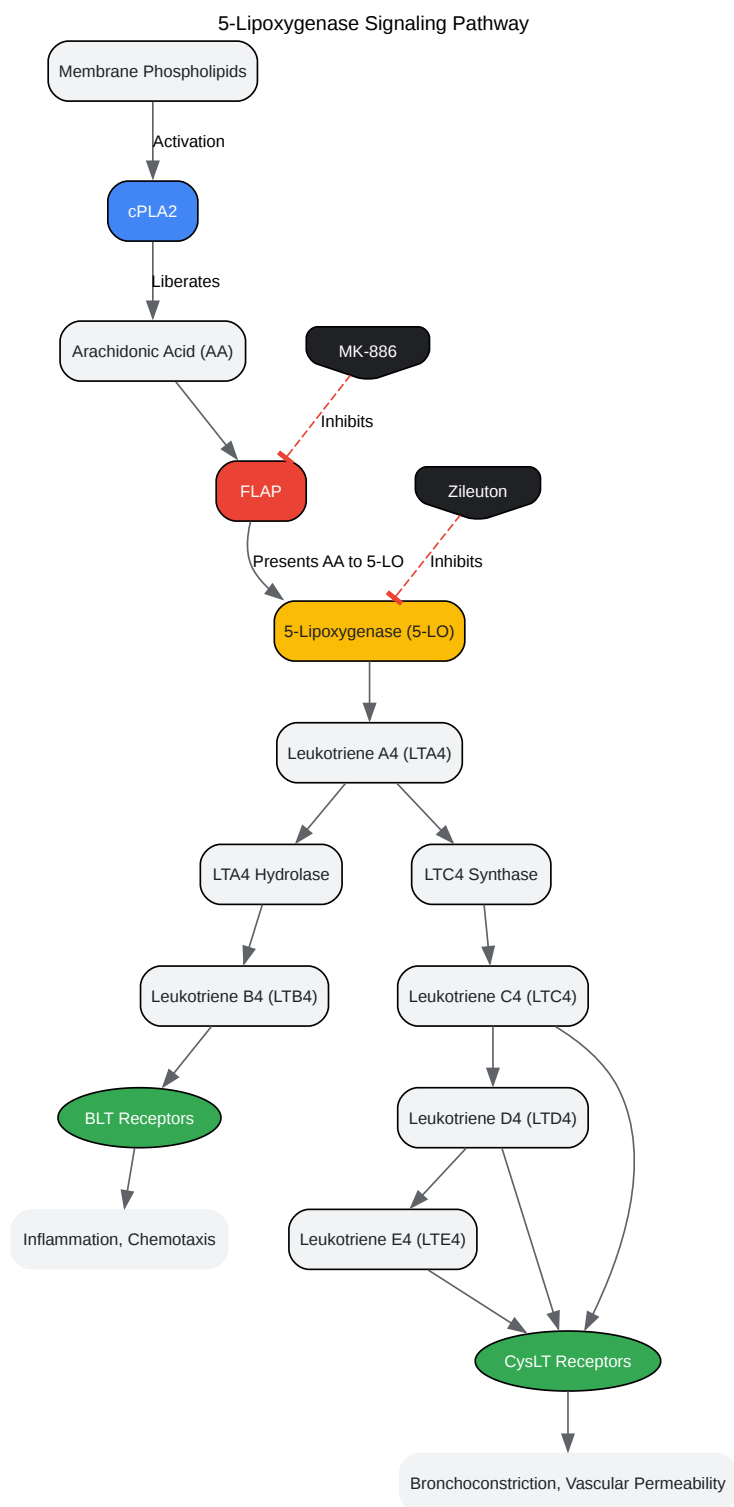 5-Lipoxygenase Signaling Pathway
Membrane Phospholipids
Activation
cPLA2
Liberates
Arachidonic Acid (AA)
MK-886
Inhibits
FLAP
Zileuton
Presents AA to 5-LO
Inhibits
5-Lipoxygenase (5-LO)
Leukotriene A4 (LTA4)
LTA4 Hydrolase
LTC4 Synthase
Leukotriene B4 (LTB4)
Leukotriene C4 (LTC4)
BLT Receptors
Leukotriene D4 (LTD4)
Inflammation, Chemotaxis
Leukotriene E4 (LTE4)
CysLT Receptors
Bronchoconstriction, Vascular Permeability